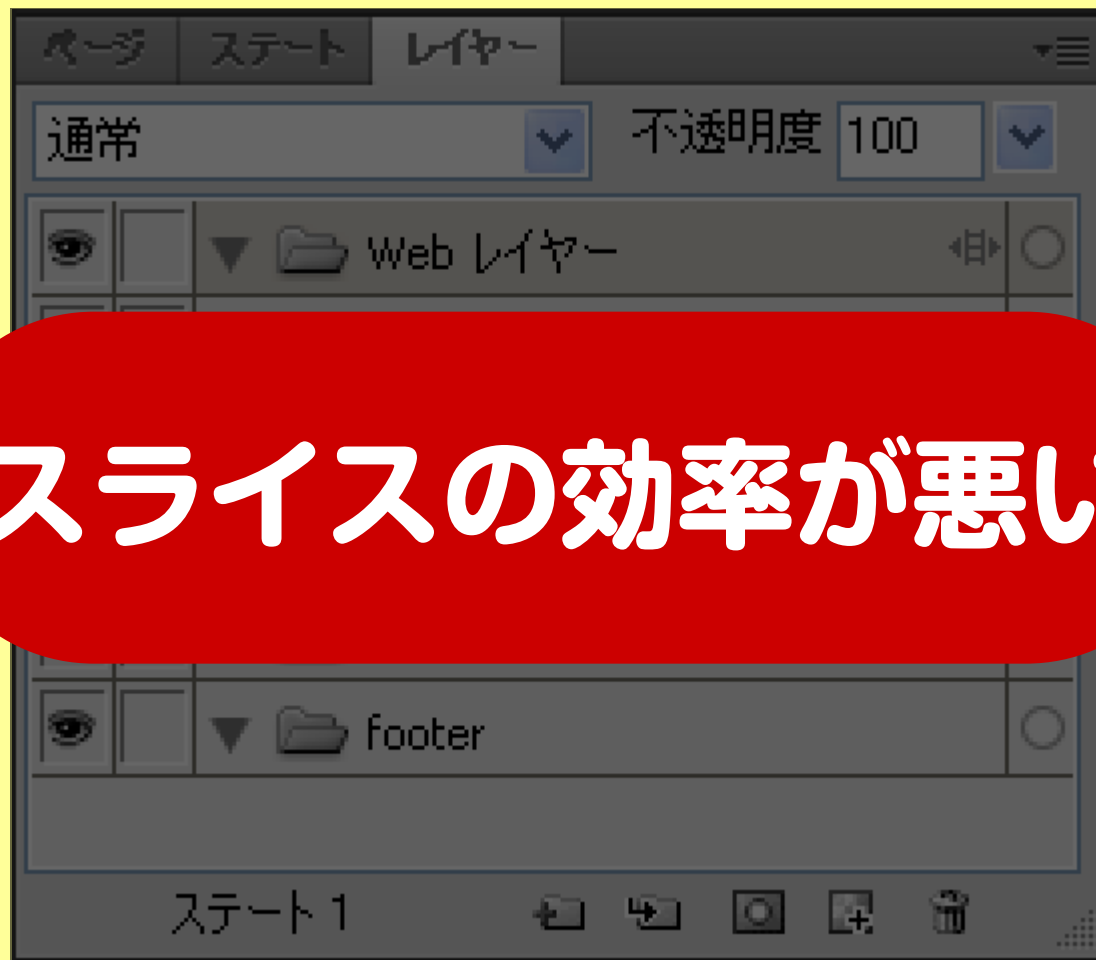 ページ ステート レイヤー
通常 不透明度 100
Web レイヤー
スライスの効率が悪い
footer
ステート 1